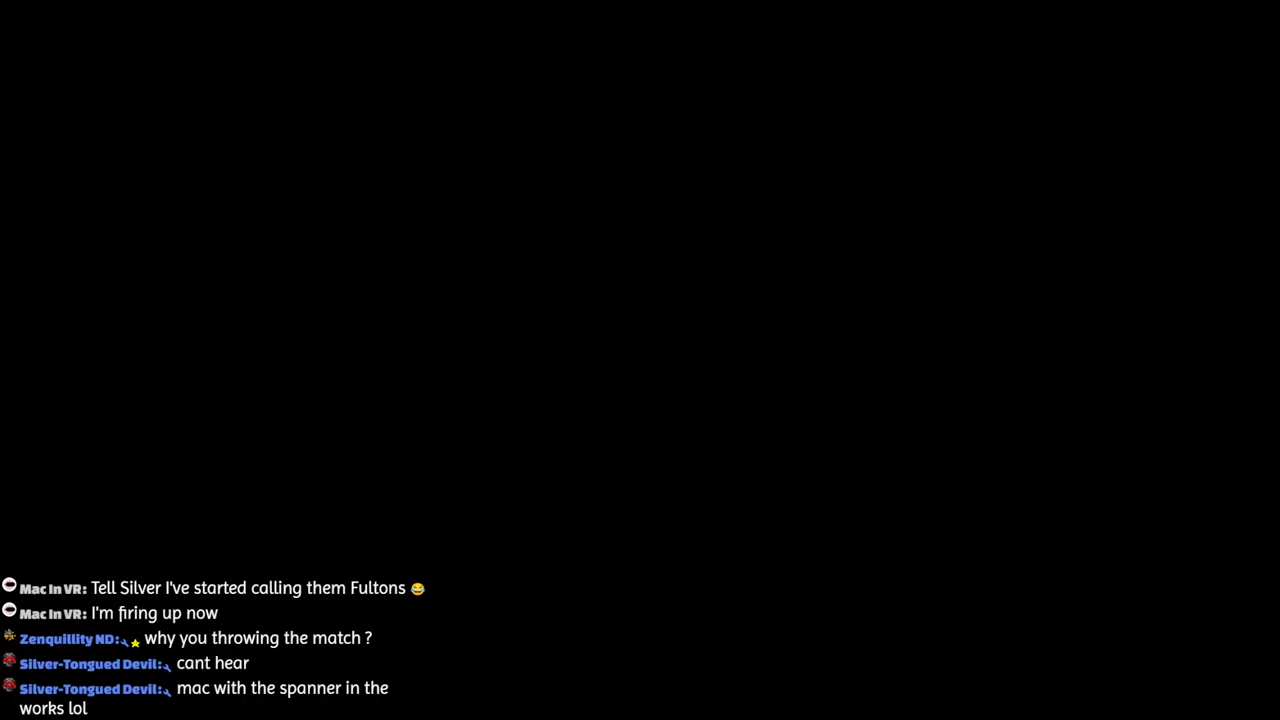 Mac In VR: Tell Silver I've started calling them Fultons 😂
Mac In VR: I'm firing up now
Zenquillity ND: why you throwing the match ?
Silver-Tongued Devil: cant hear
Silver-Tongued Devil: mac with the spanner in the
works lol